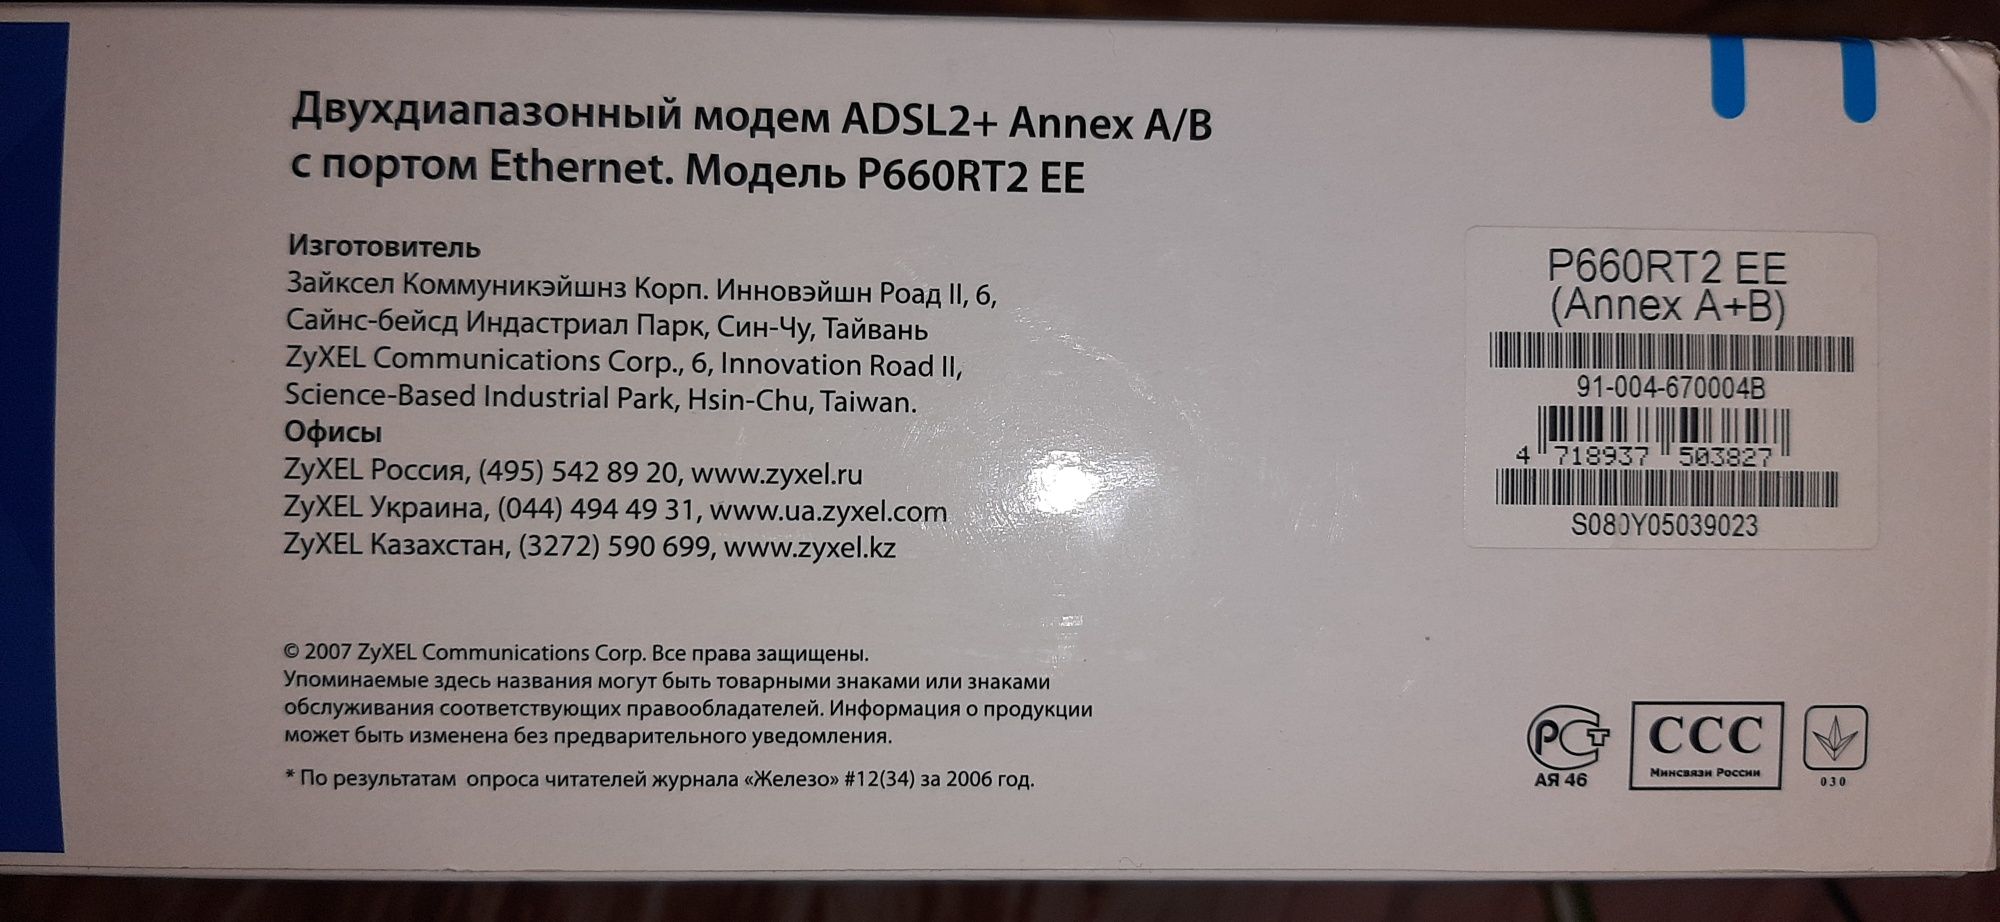 Двухдиапазонный модем ADSL2+ Annex A/B
с портом Ethernet. Модель P660RT2 EE
Изготовитель
Зайксел Коммуникэйшнз Корп. Инновэйшн Роад II, 6,
Сайнс-бейсд Индастриал Парк, Син-Чу, Тайвань
ZyXEL Communications Corp., 6, Innovation Road II,
Science-Based Industrial Park, Hsin-Chu, Taiwan.
Офисы
ZyXEL Россия, (495) 542 89 20, www.zyxel.ru
ZyXEL Украина, (044) 494 49 31, www.ua.zyxel.com
ZyXEL Казахстан, (3272) 590 699, www.zyxel.kz
© 2007 ZyXEL Communications Corp. Все права защищены.
Упоминаемые здесь названия могут быть товарными знаками или знаками
обслуживания соответствующих правообладателей. Информация о продукции
может быть изменена без предварительного уведомления.
* По результатам опроса читателей журнала «Железо» #12(34) за 2006 год.
P660RT2 EE
(Annex A+B)
91-004-670004B
4 718937 503827
S080Y05039023
РСТ
АЯ 46
ССС
Минсвязи России
030